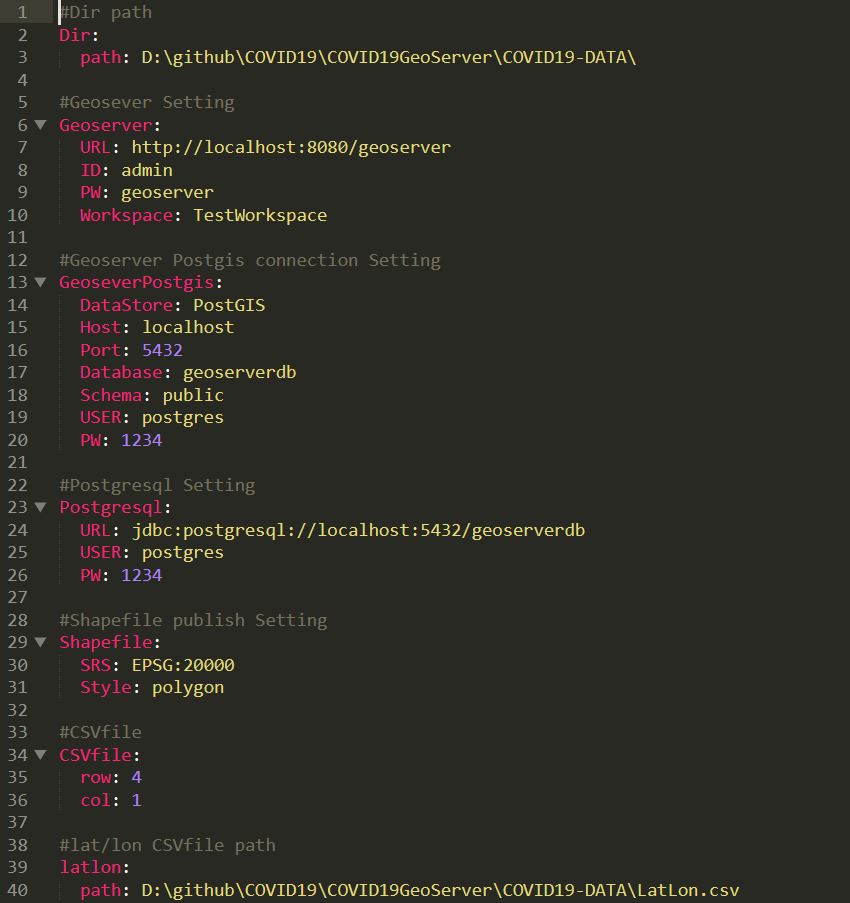 1 #Dir path
2 Dir:
3 path: D:\github\COVID19\COVID19GeoServer\COVID19-DATA\
4
5 #Geosever Setting
6 Geoserver:
7 URL: http://localhost:8080/geoserver
8 ID: admin
9 PW: geoserver
10 Workspace: TestWorkspace
11
12 #Geoserver Postgis connection Setting
13 GeoseverPostgis:
14 DataStore: PostGIS
15 Host: localhost
16 Port: 5432
17 Database: geoserverdb
18 Schema: public
19 USER: postgres
20 PW: 1234
21
22 #Postgresql Setting
23 Postgresql:
24 URL: jdbc:postgresql://localhost:5432/geoserverdb
25 USER: postgres
26 PW: 1234
27
28 #Shapefile publish Setting
29 Shapefile:
30 SRS: EPSG:20000
31 Style: polygon
32
33 #CSVfile
34 CSVfile:
35 row: 4
36 col: 1
37
38 #lat/lon CSVfile path
39 latlon:
40 path: D:\github\COVID19\COVID19GeoServer\COVID19-DATA\LatLon.csv